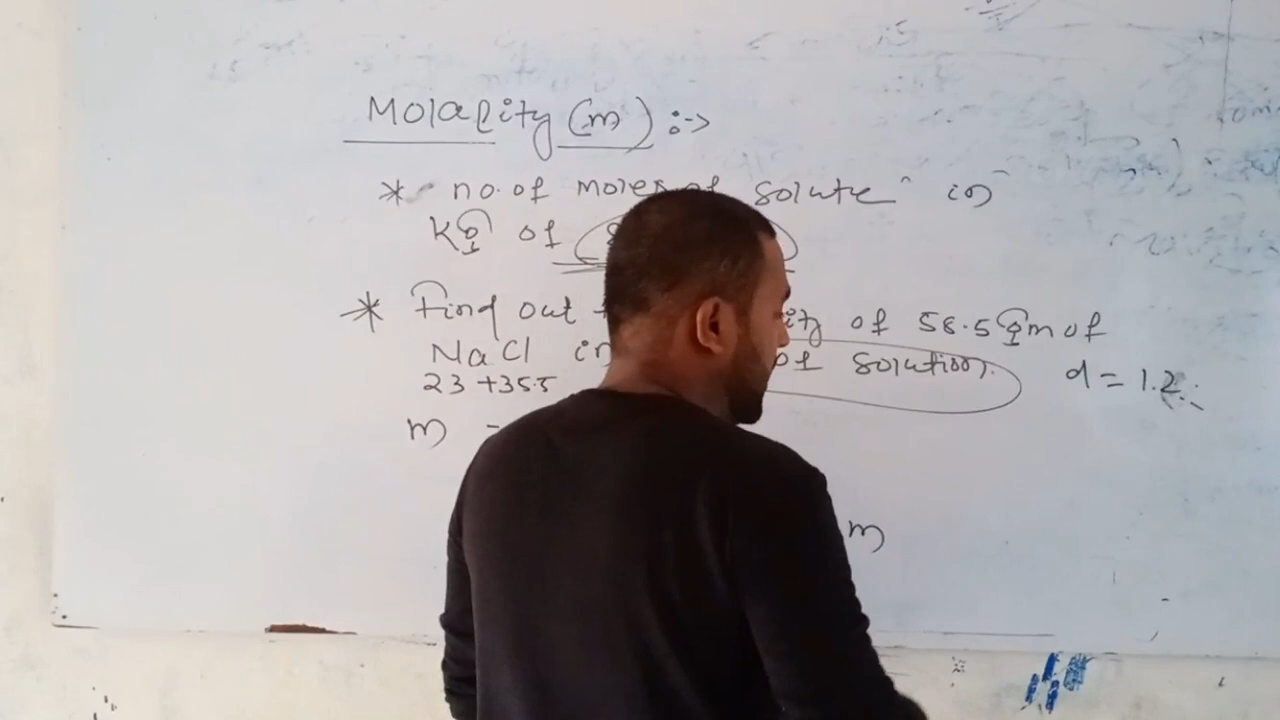 Molality (m) :->
* no. of moles of solute in
Kg of
* Find out of 58.5 gm of
NaCl in of solution. d = 1.2
23 + 35.5
m -
m